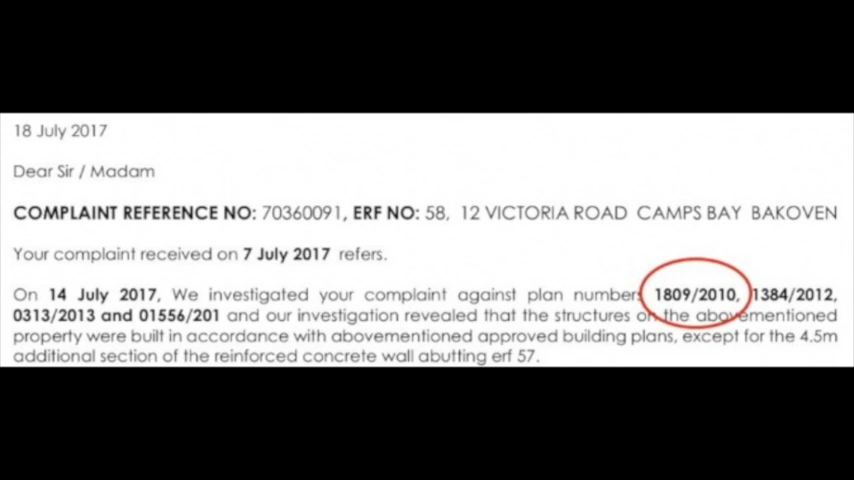 18 July 2017
Dear Sir / Madam
COMPLAINT REFERENCE NO: 70360091, ERF NO: 58, 12 VICTORIA ROAD CAMPS BAY BAKOVEN
Your complaint received on 7 July 2017 refers.
On 14 July 2017, We investigated your complaint against plan numbers 1809/2010, 1384/2012,
0313/2013 and 01556/201 and our investigation revealed that the structures on the abovementioned
property were built in accordance with abovementioned approved building plans, except for the 4.5m
additional section of the reinforced concrete wall abutting erf 57.